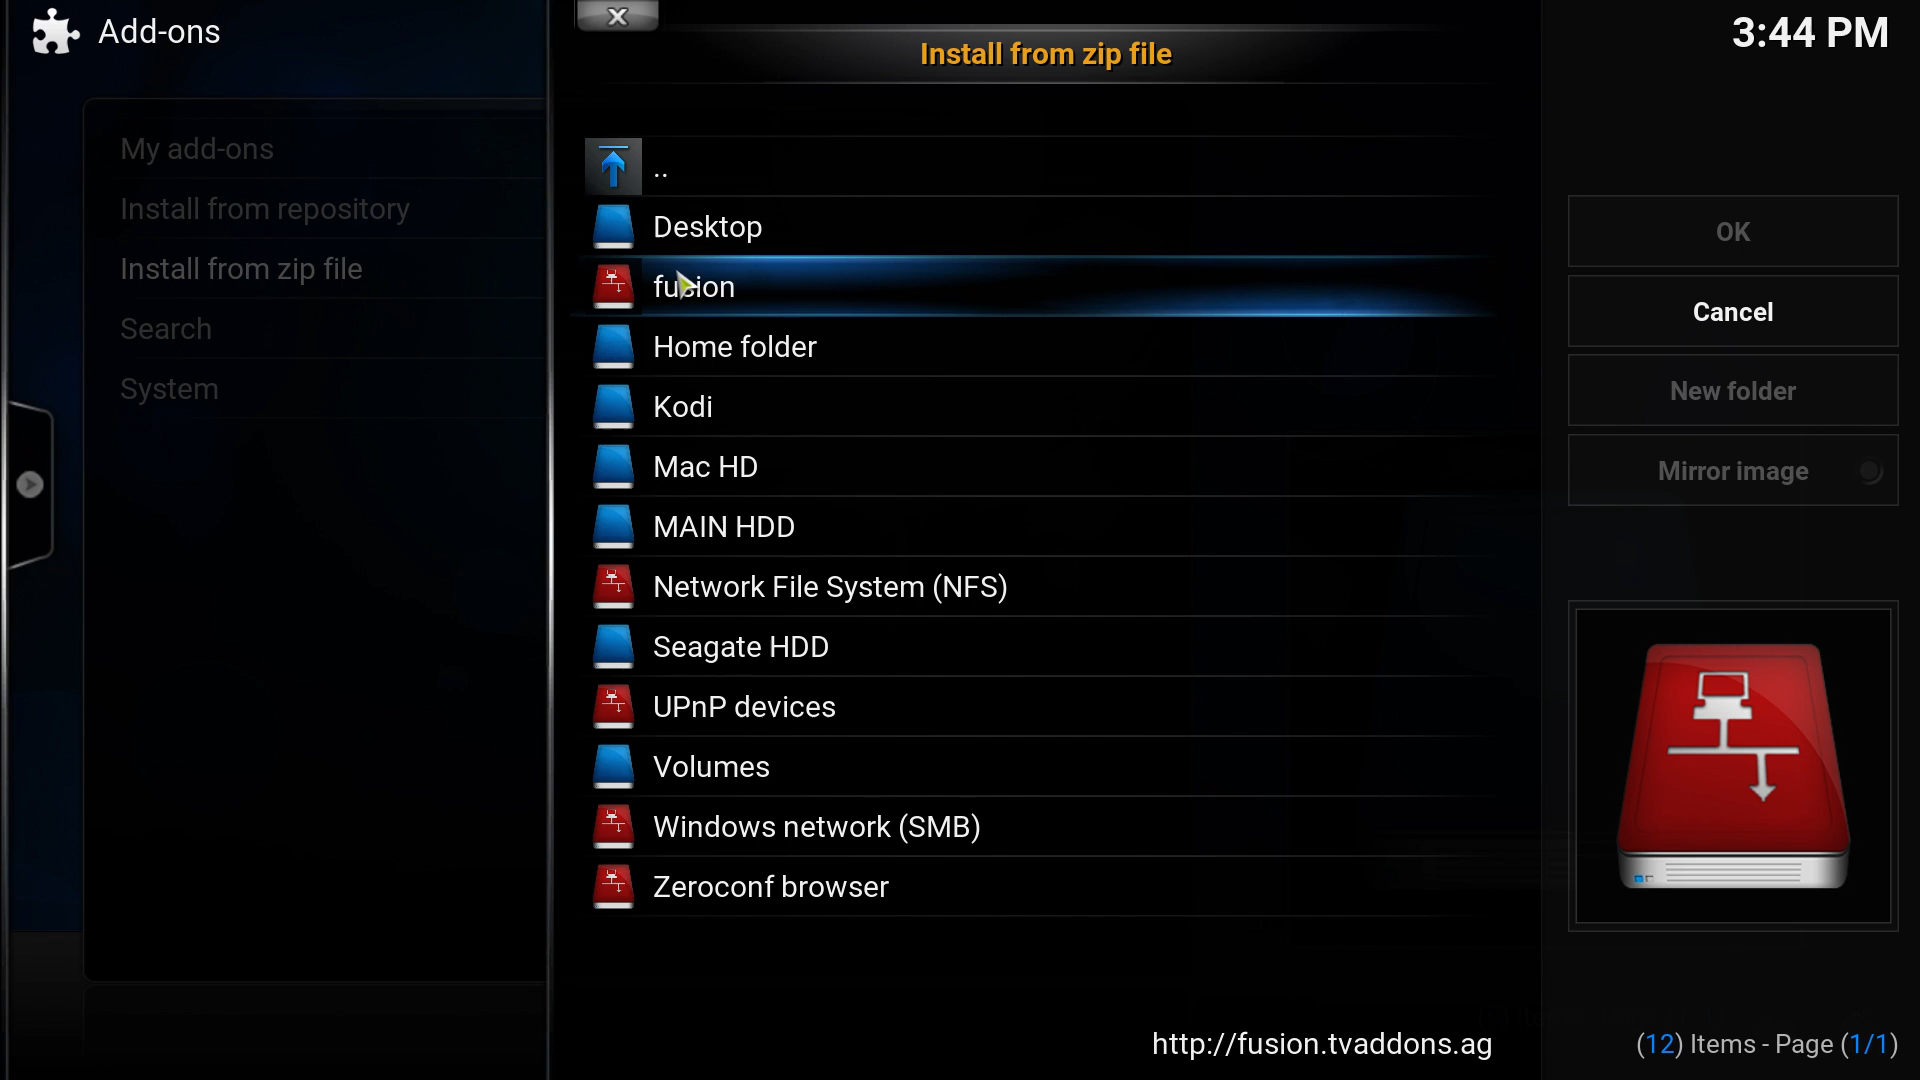 Add-ons
X
Install from zip file
3:44 PM
My add-ons
Install from repository
Install from zip file
Search
System
..
Desktop
fusion
Home folder
Kodi
Mac HD
MAIN HDD
Network File System (NFS)
Seagate HDD
UPnP devices
Volumes
Windows network (SMB)
Zeroconf browser
OK
Cancel
New folder
Mirror image
http://fusion.tvaddons.ag
(12) Items - Page (1/1)